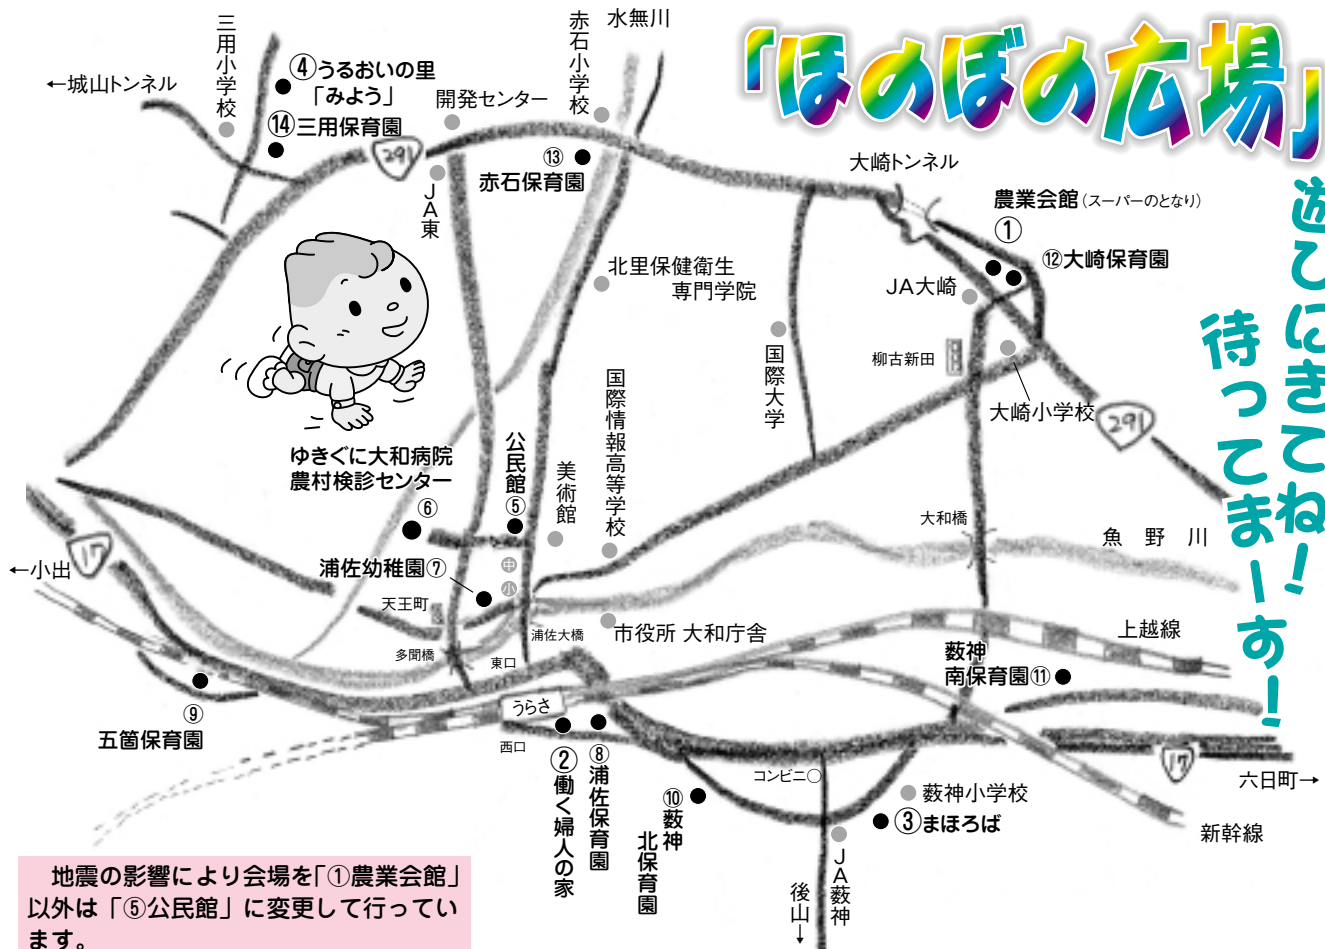 「ほのぼの広場」
遊びにきてね！
待ってまーす！
水無川
三用小学校
赤石小学校
←城山トンネル
④うるおいの里
「みよう」
⑭三用保育園
開発センター
291
JA東
⑬
赤石保育園
大崎トンネル
農業会館（スーパーのとなり）
①
⑫大崎保育園
JA大崎
北里保健衛生
専門学院
国際大学
柳古新田
大崎小学校
291
国際情報高等学校
ゆきぐに大和病院
農村検診センター
⑥
公民館
⑤
美術館
大和橋
魚野川
17
←小出
浦佐幼稚園⑦
中
小
天王町
多聞橋
東口
浦佐大橋
市役所 大和庁舎
上越線
薮神
南保育園⑪
⑨
五箇保育園
うらさ
西口
②働く婦人の家
⑧浦佐保育園
⑩薮神
北保育園
コンビニ○
薮神小学校
③まほろば
JA薮神
後山→
17
六日町→
新幹線
地震の影響により会場を「①農業会館」
以外は「⑤公民館」に変更して行ってい
ます。